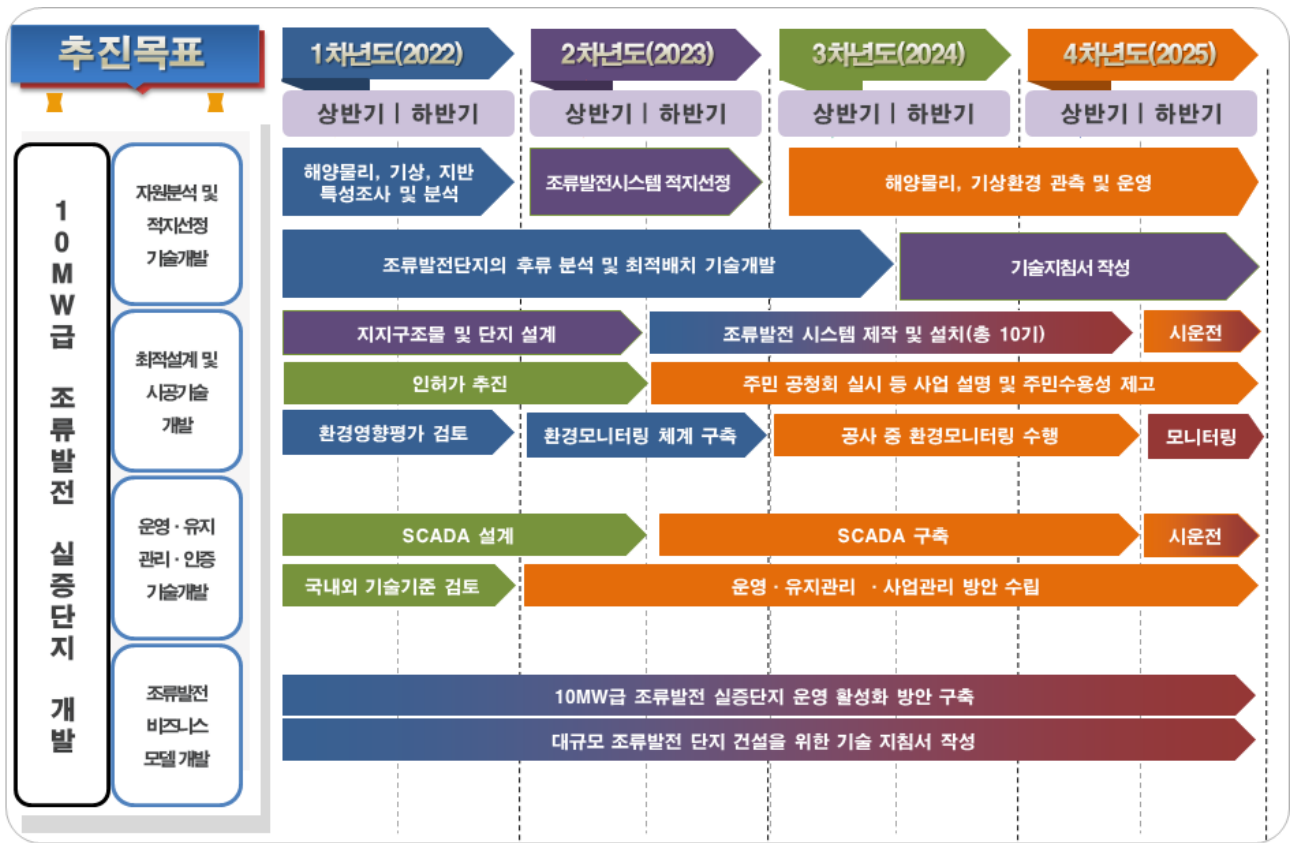 추진목표
1차년도(2022)
2차년도(2023)
3차년도(2024)
4차년도(2025)
상반기 | 하반기
상반기 | 하반기
상반기 | 하반기
상반기 | 하반기
10MW급 조류발전 실증단지 개발
자원분석 및
적지선정
기술개발
해양물리, 기상, 지반
특성조사 및 분석
조류발전시스템 적지선정
해양물리, 기상환경 관측 및 운영
조류발전단지의 후류 분석 및 최적배치 기술개발
기술지침서 작성
최적설계 및
시공기술
개발
지지구조물 및 단지 설계
조류발전 시스템 제작 및 설치(총 10기)
시운전
인허가 추진
주민 공청회 실시 등 사업 설명 및 주민수용성 제고
환경영향평가 검토
환경모니터링 체계 구축
공사 중 환경모니터링 수행
모니터링
운영 · 유지
관리 · 인증
기술개발
SCADA 설계
SCADA 구축
시운전
국내외 기술기준 검토
운영 · 유지관리 · 사업관리 방안 수립
조류발전
비즈니스
모델 개발
10MW급 조류발전 실증단지 운영 활성화 방안 구축
대규모 조류발전 단지 건설을 위한 기술 지침서 작성